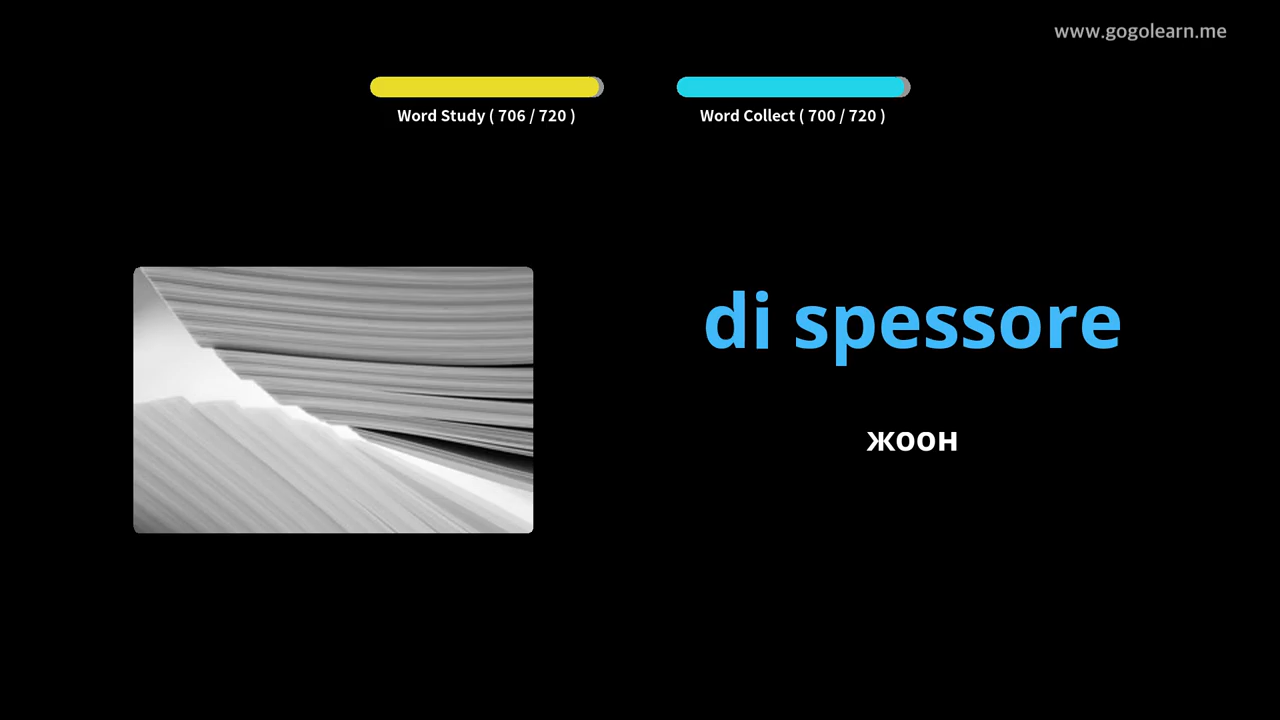 www.gogolearn.me
Word Study ( 706 / 720 )
Word Collect ( 700 / 720 )
di spessore
жоон